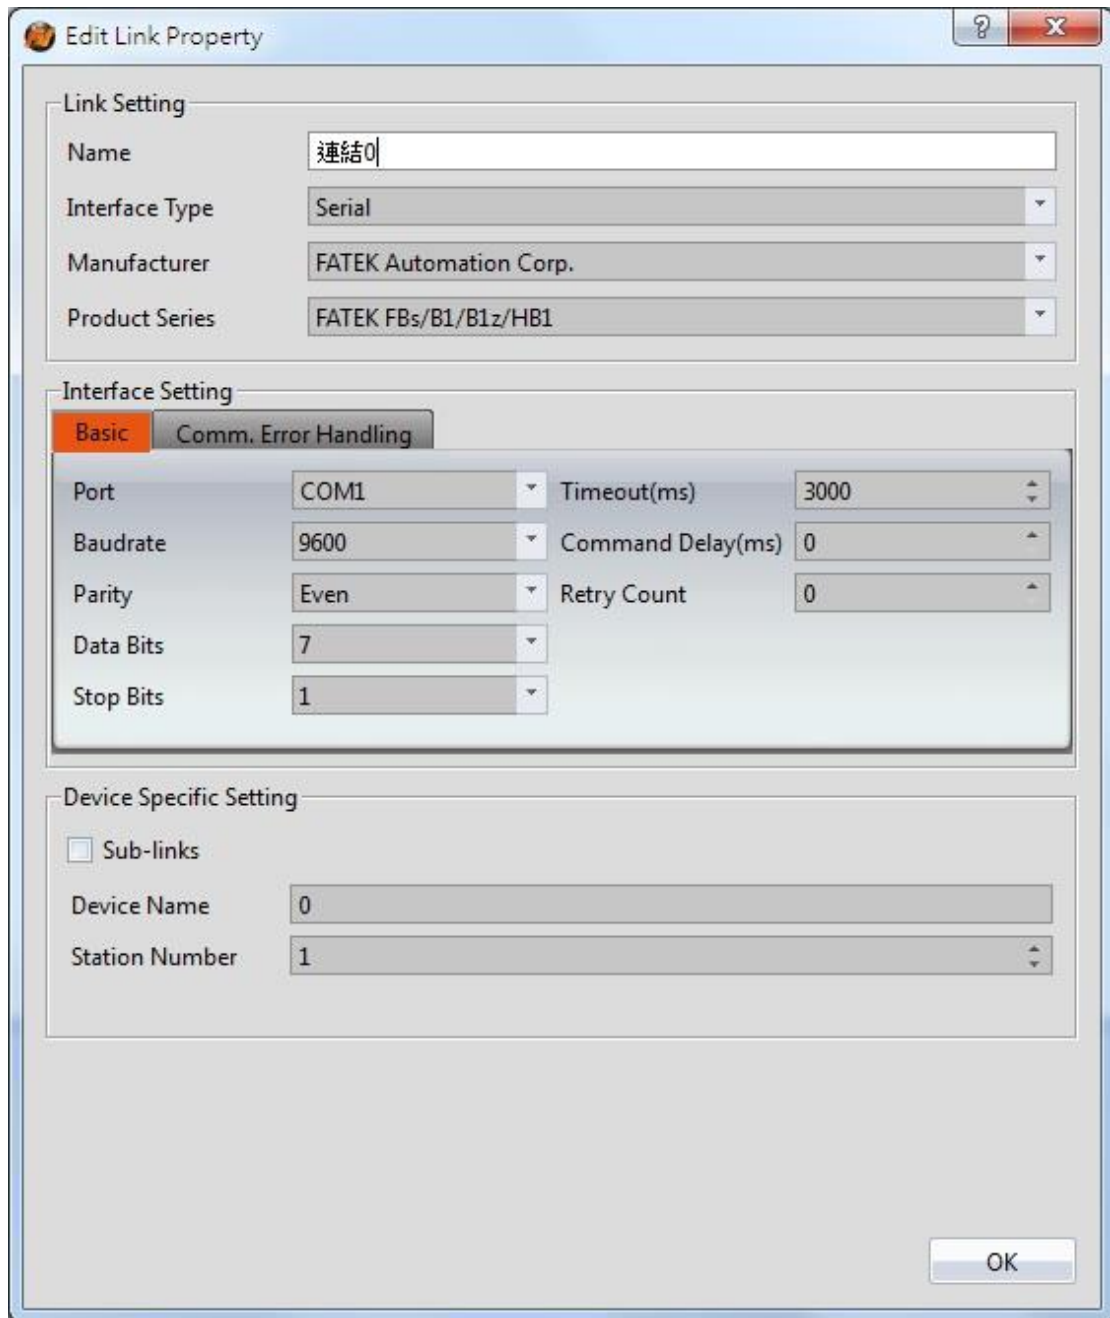 Edit Link Property
Link Setting
Name 連結0
Interface Type Serial
Manufacturer FATEK Automation Corp.
Product Series FATEK FBs/B1/B1z/HB1
Interface Setting
Basic Comm. Error Handling
Port COM1 Timeout(ms) 3000
Baudrate 9600 Command Delay(ms) 0
Parity Even Retry Count 0
Data Bits 7
Stop Bits 1
Device Specific Setting
Sub-links
Device Name 0
Station Number 1
OK